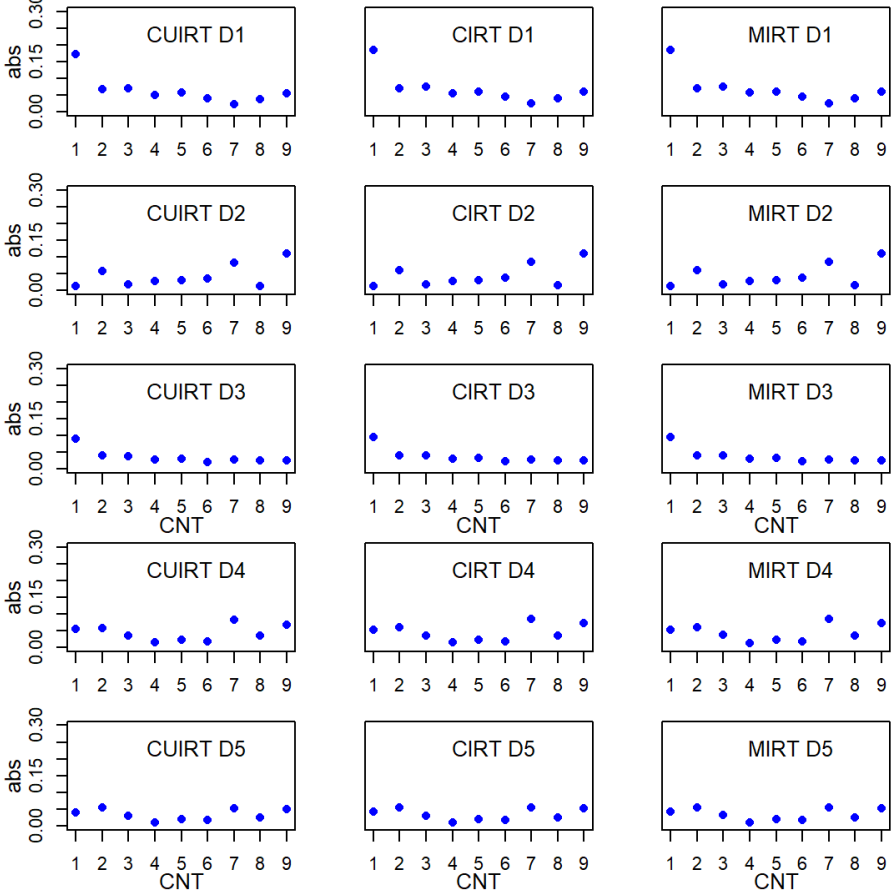 CUIRT D1 CIRT D1 MIRT D1
abs
0.00 0.15 0.30
1 2 3 4 5 6 7 8 9 1 2 3 4 5 6 7 8 9 1 2 3 4 5 6 7 8 9
CUIRT D2 CIRT D2 MIRT D2
abs
0.00 0.15 0.30
1 2 3 4 5 6 7 8 9 1 2 3 4 5 6 7 8 9 1 2 3 4 5 6 7 8 9
CUIRT D3 CIRT D3 MIRT D3
abs
0.00 0.15 0.30
1 2 3 4 5 6 7 8 9 1 2 3 4 5 6 7 8 9 1 2 3 4 5 6 7 8 9
CNT CNT CNT
CUIRT D4 CIRT D4 MIRT D4
abs
0.00 0.15 0.30
1 2 3 4 5 6 7 8 9 1 2 3 4 5 6 7 8 9 1 2 3 4 5 6 7 8 9
CUIRT D5 CIRT D5 MIRT D5
abs
0.00 0.15 0.30
1 2 3 4 5 6 7 8 9 1 2 3 4 5 6 7 8 9 1 2 3 4 5 6 7 8 9
CNT CNT CNT